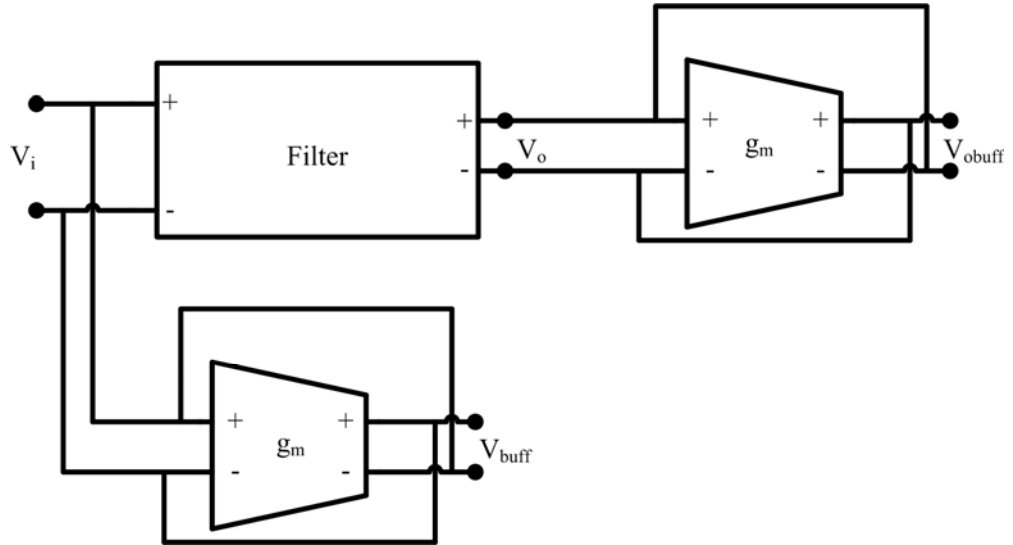 + +
V_i Filter + V_o g_m + V_obuff
- - - -
+ +
g_m V_buff
- -